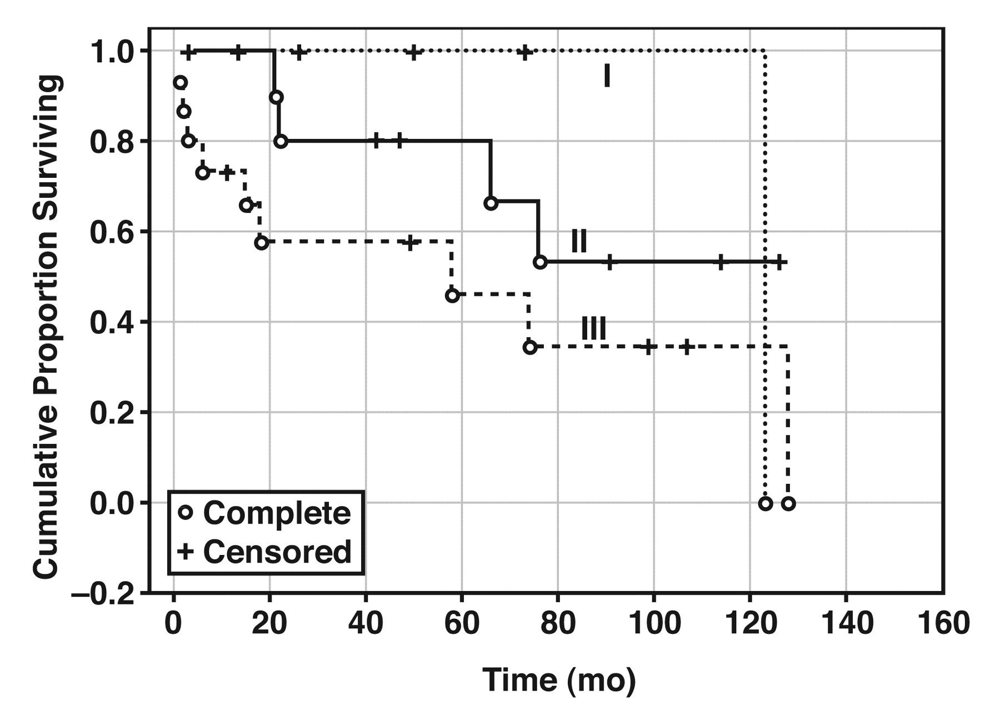 Cumulative Proportion Surviving
1.0
0.8
0.6
0.4
0.2
0.0
–0.2
I
II
III
Complete
Censored
0 20 40 60 80 100 120 140 160
Time (mo)